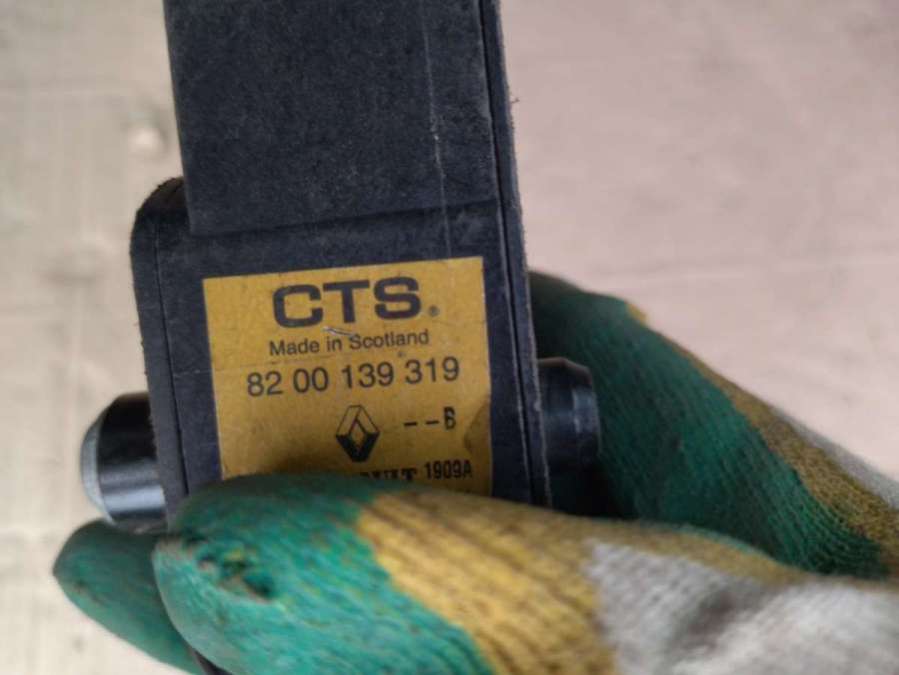 CTS®
Made in Scotland
82 00 139 319
--B
1909A